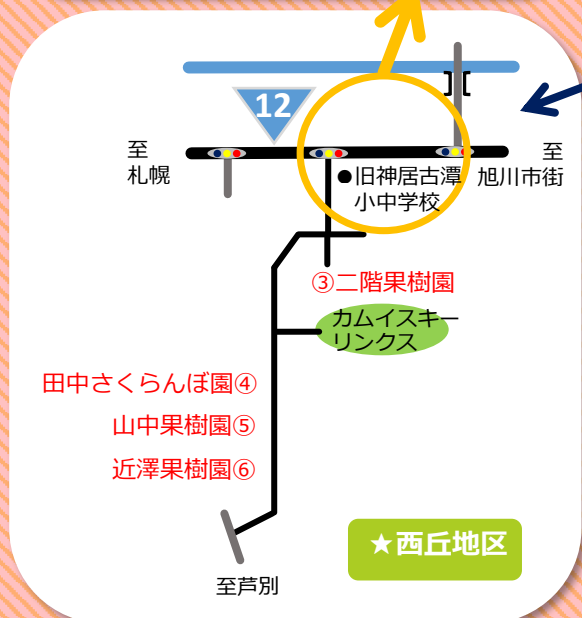 12
至
札幌
●旧神居古潭
小中学校
至
旭川市街
③二階果樹園
カムイスキー
リンクス
田中さくらんぼ園④
山中果樹園⑤
近澤果樹園⑥
★西丘地区
至芦別